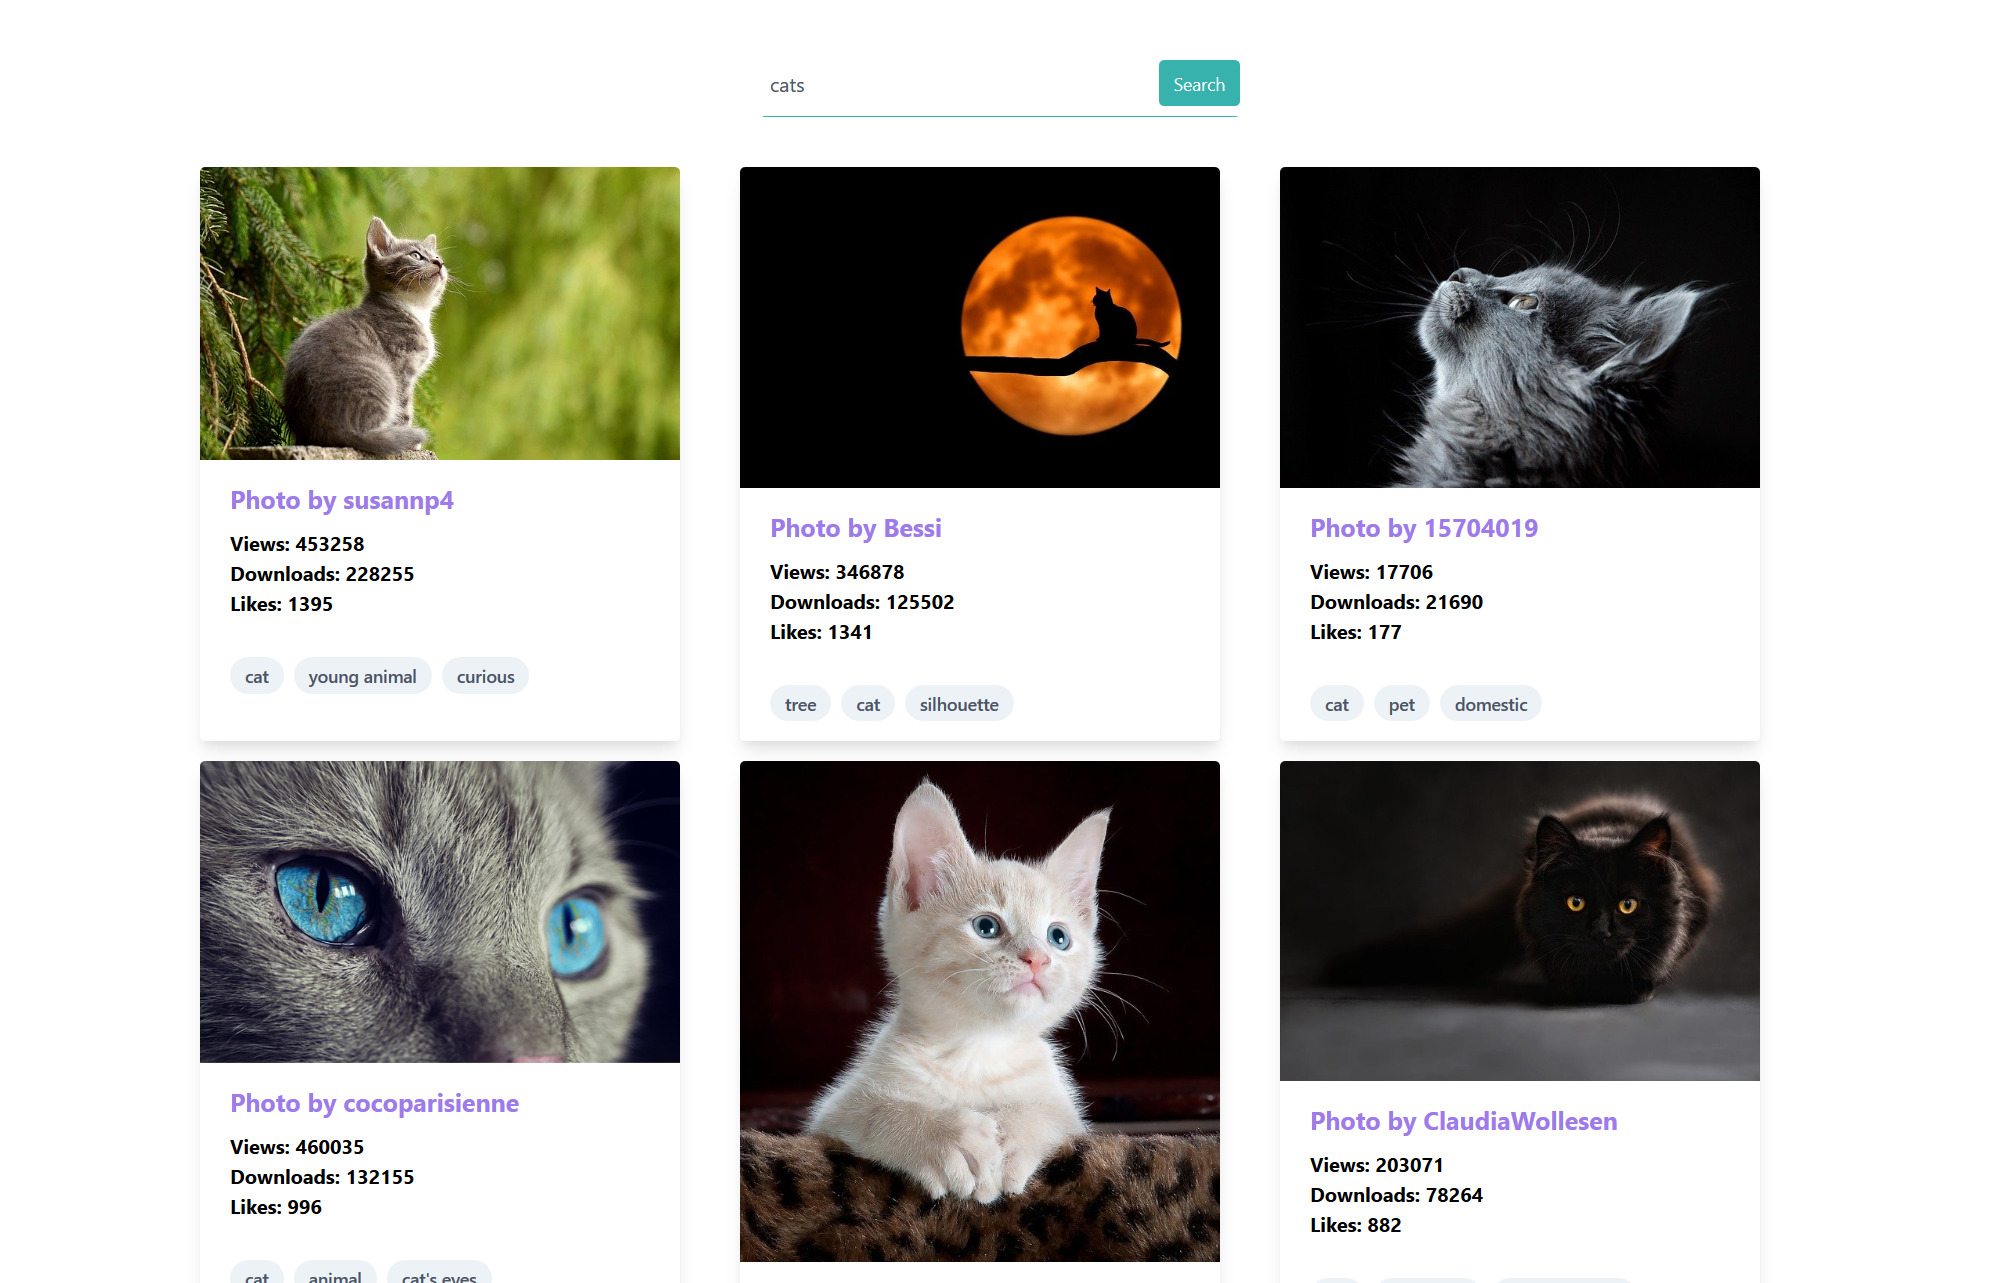 cats
Search
Photo by susannp4
Views: 453258
Downloads: 228255
Likes: 1395
cat
young animal
curious
Photo by Bessi
Views: 346878
Downloads: 125502
Likes: 1341
tree
cat
silhouette
Photo by 15704019
Views: 17706
Downloads: 21690
Likes: 177
cat
pet
domestic
Photo by cocoparisienne
Views: 460035
Downloads: 132155
Likes: 996
cat
animal
cat's eyes
Photo by ClaudiaWollesen
Views: 203071
Downloads: 78264
Likes: 882